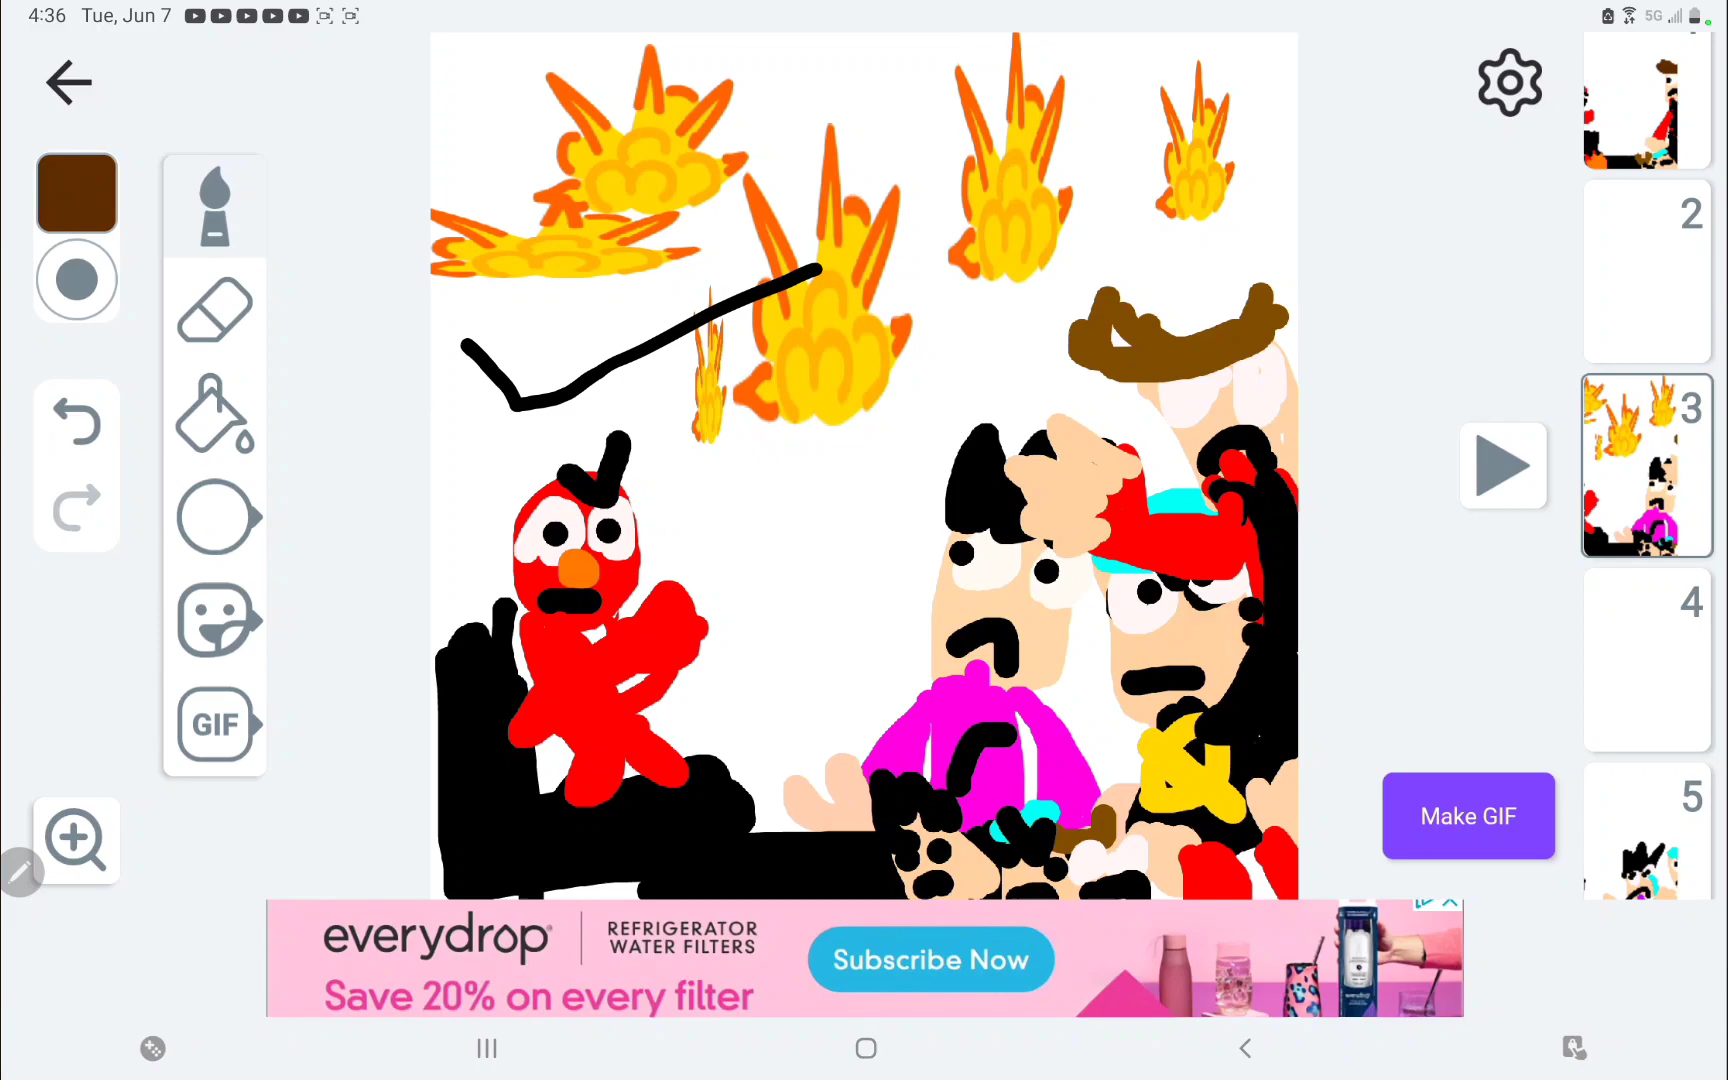 4:36 Tue, Jun 7
5G
2
3
4
5
GIF
Make GIF
everydrop
REFRIGERATOR
WATER FILTERS
Subscribe Now
Save 20% on every filter